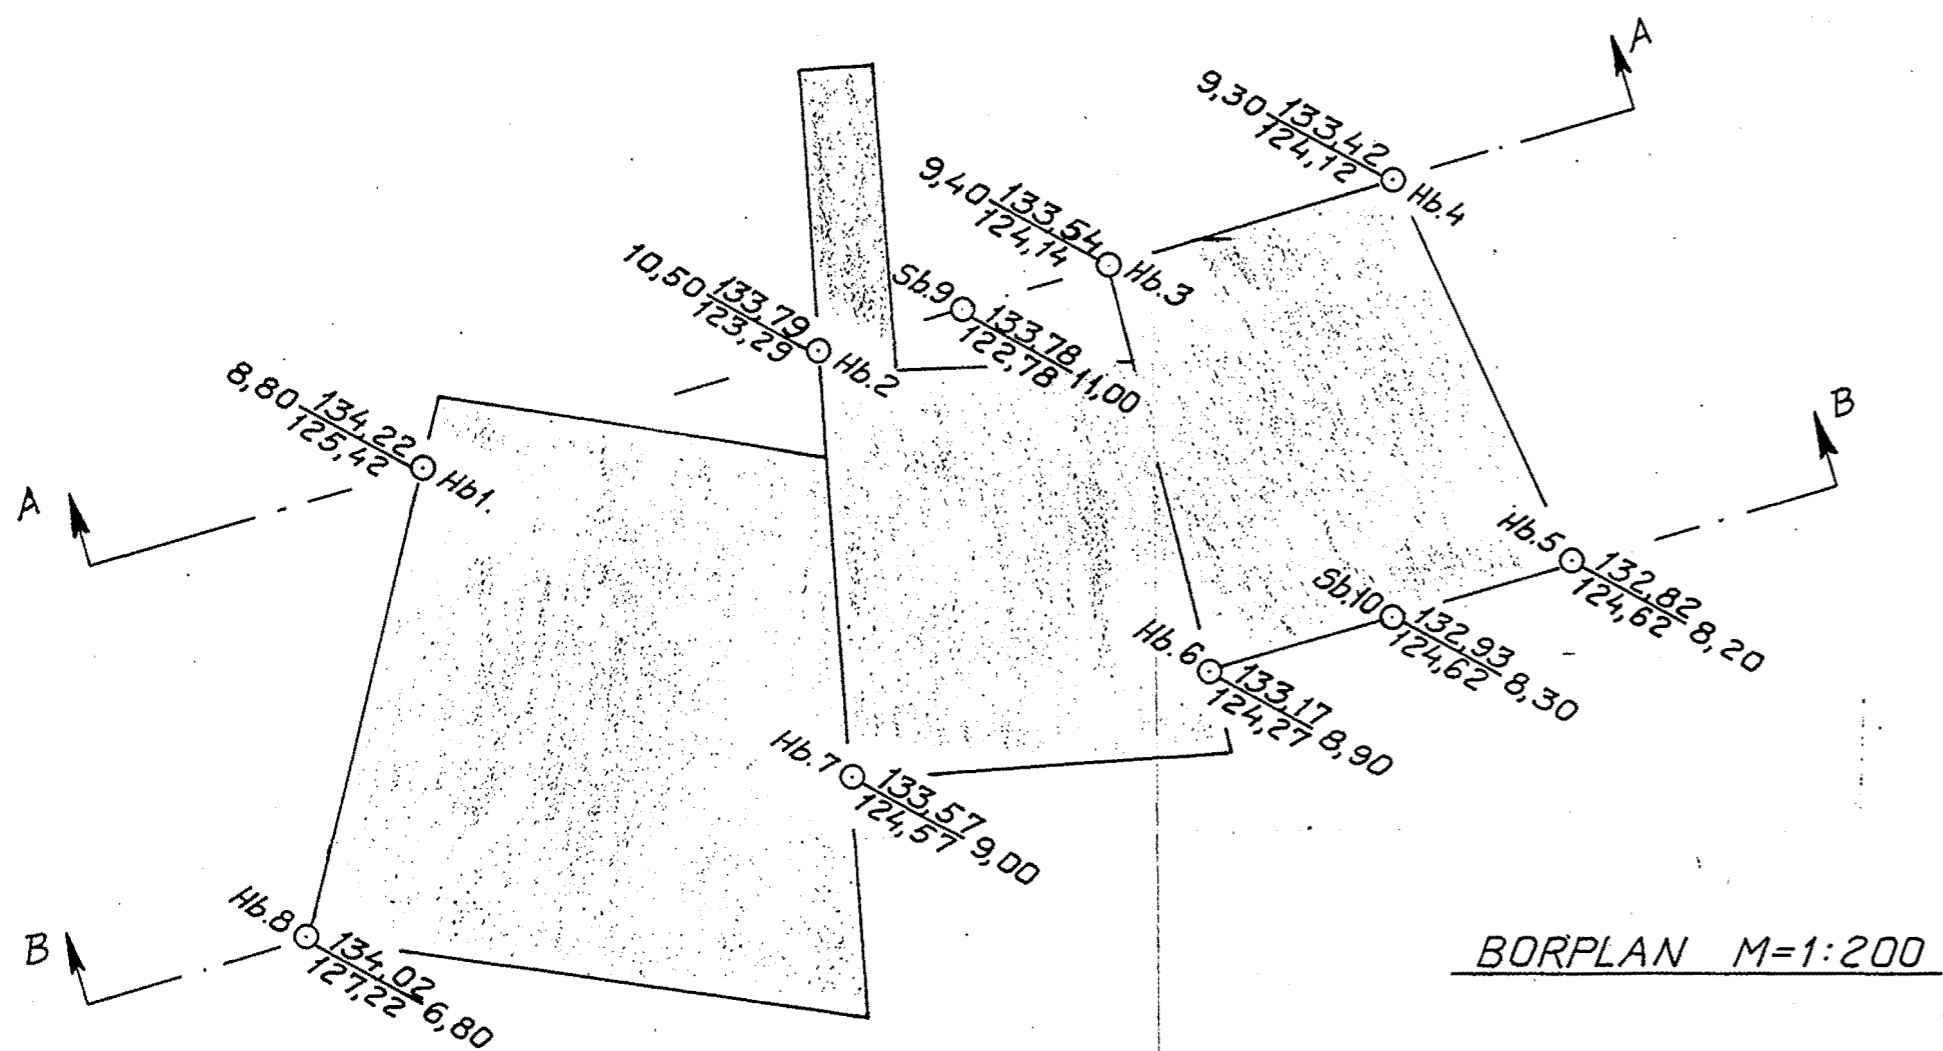 A
9,30 133,42
124,12
Hb.4
9,40 133,54
124,14
Hb.3
Sb.9
133,78
122,78 11,00
10,50 133,79
123,29
Hb.2
8,80 134,22
125,42
Hb1.
A
B
Hb.5
132,82
124,62 8,20
Sb.10
132,93
124,62 8,30
Hb.6
133,17
124,27 8,90
Hb.7
133,57
124,57 9,00
Hb.8
134,02
127,22 6,80
B
BORPLAN M=1:200